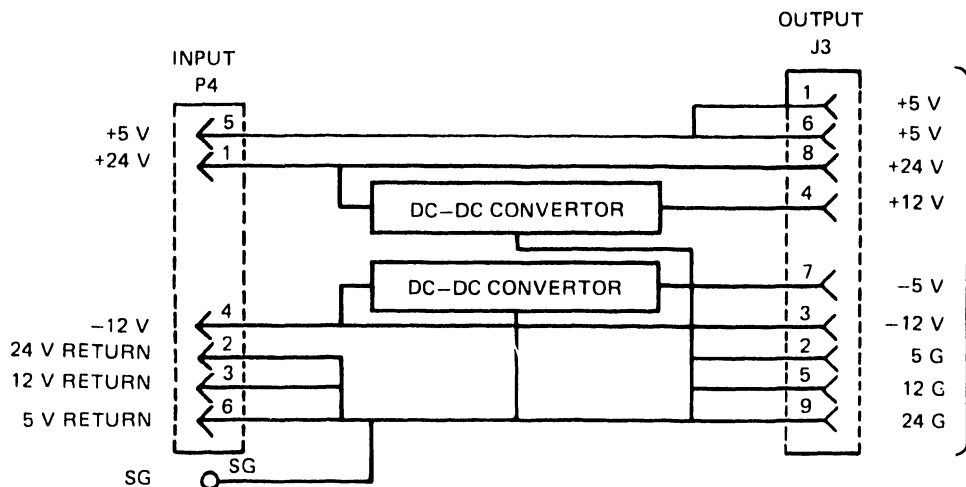 OUTPUT
J3
INPUT
P4
1 +5 V
+5 V 5 6 +5 V
+24 V 1 8 +24 V
DC-DC CONVERTOR 4 +12 V
DC-DC CONVERTOR 7 -5 V
-12 V 4 3 -12 V
24 V RETURN 2 2 5 G
12 V RETURN 3 5 12 G
5 V RETURN 6 9 24 G
SG SG